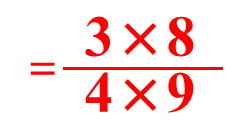 = 3 × 8
4 × 9